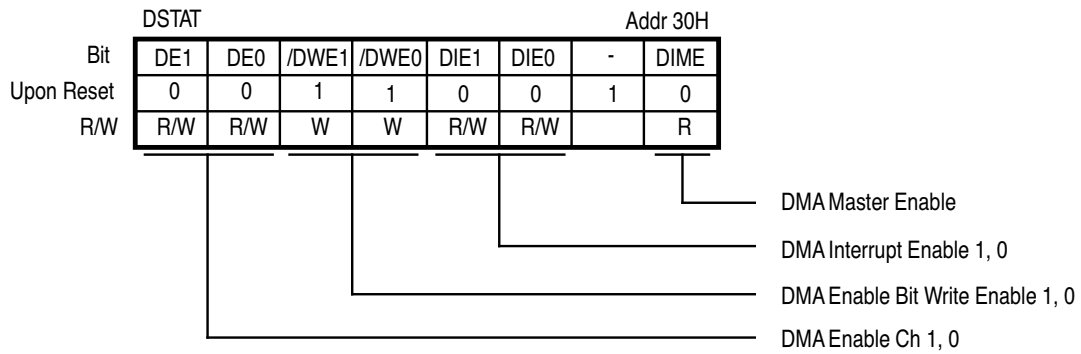 DSTAT Addr 30H
Bit DE1 DE0 /DWE1 /DWE0 DIE1 DIE0 - DIME
Upon Reset 0 0 1 1 0 0 1 0
R/W R/W R/W W W R/W R/W R
DMA Master Enable
DMA Interrupt Enable 1, 0
DMA Enable Bit Write Enable 1, 0
DMA Enable Ch 1, 0